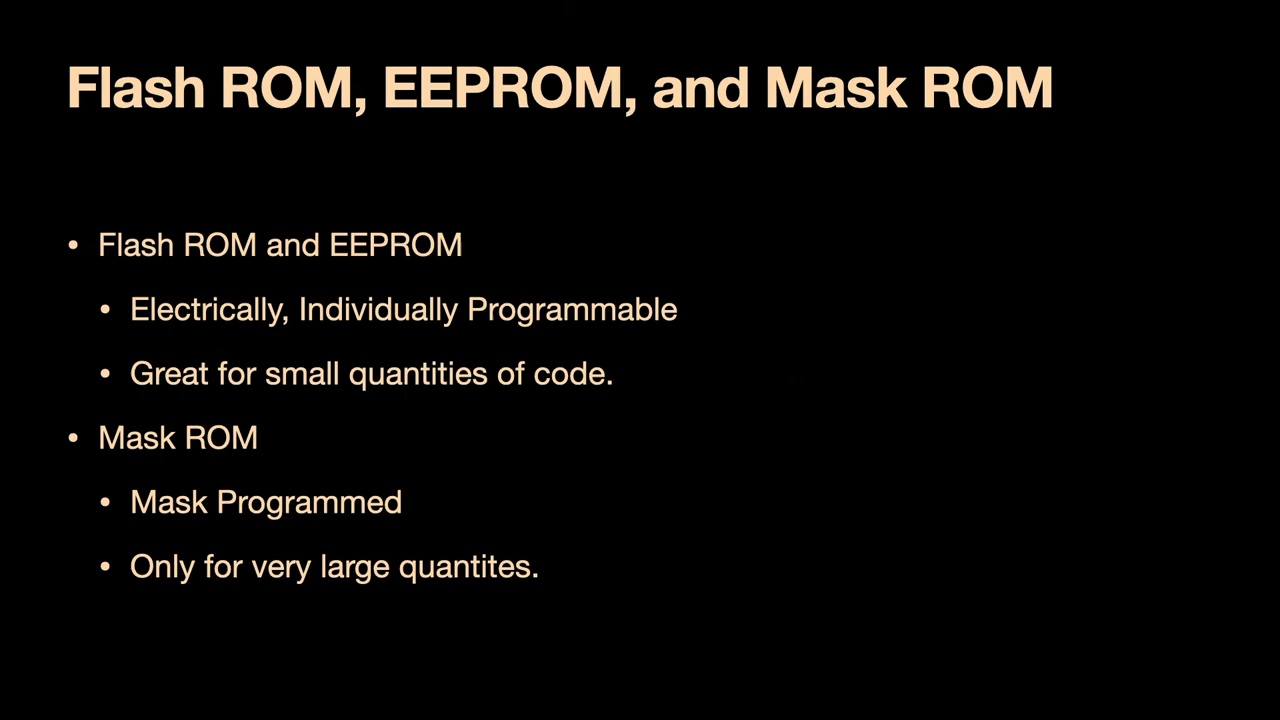 Flash ROM, EEPROM, and Mask ROM
• Flash ROM and EEPROM
• Electrically, Individually Programmable
• Great for small quantities of code.
• Mask ROM
• Mask Programmed
• Only for very large quantites.